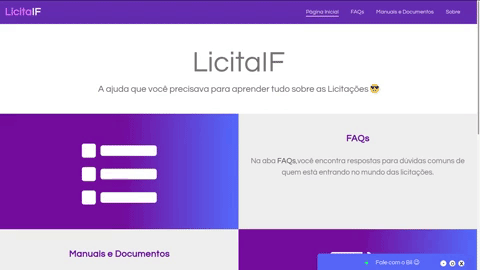 LicitaIF
Página Inicial FAQs Manuais e Documentos Sobre
LicitaIF
A ajuda que você precisava para aprender tudo sobre as Licitações 😎
FAQs
Na aba FAQs,você encontra respostas para dúvidas comuns de
quem está entrando no mundo das licitações.
Manuais e Documentos
Fale com o Bil